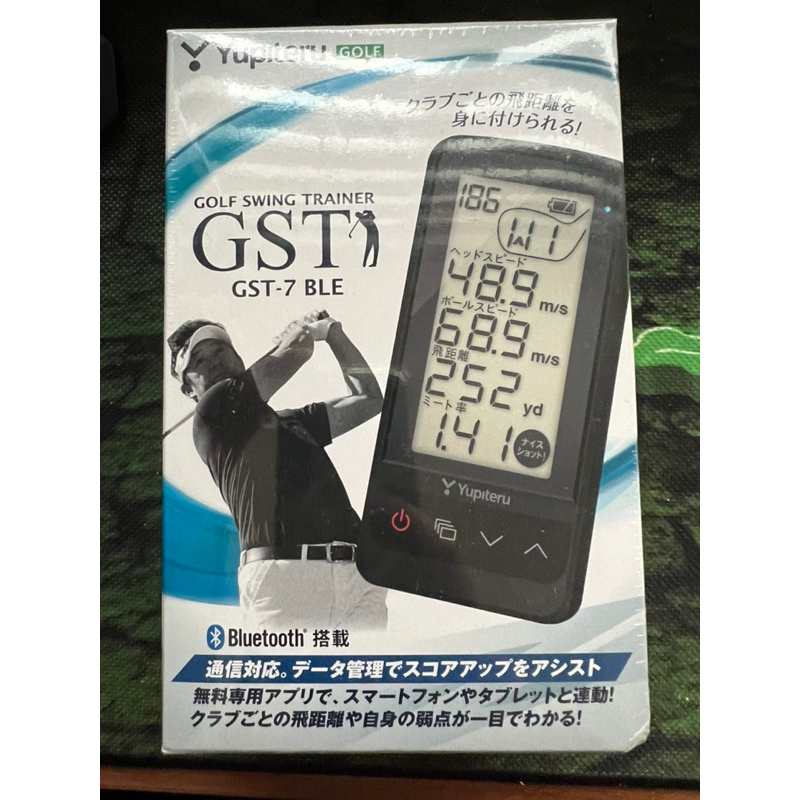 Yupiteru GOLF
クラブごとの飛距離を
身に付けられる!
GOLF SWING TRAINER
GST
GST-7 BLE
186
W1
ヘッドスピード
48.9 m/s
ボールスピード
68.9 m/s
飛距離
252 yd
ミート率
1.41
ナイス
ショット!
Yupiteru
Bluetooth® 搭載
通信対応。データ管理でスコアアップをアシスト
無料専用アプリで、スマートフォンやタブレットと連動!
クラブごとの飛距離や自身の弱点が一目でわかる!